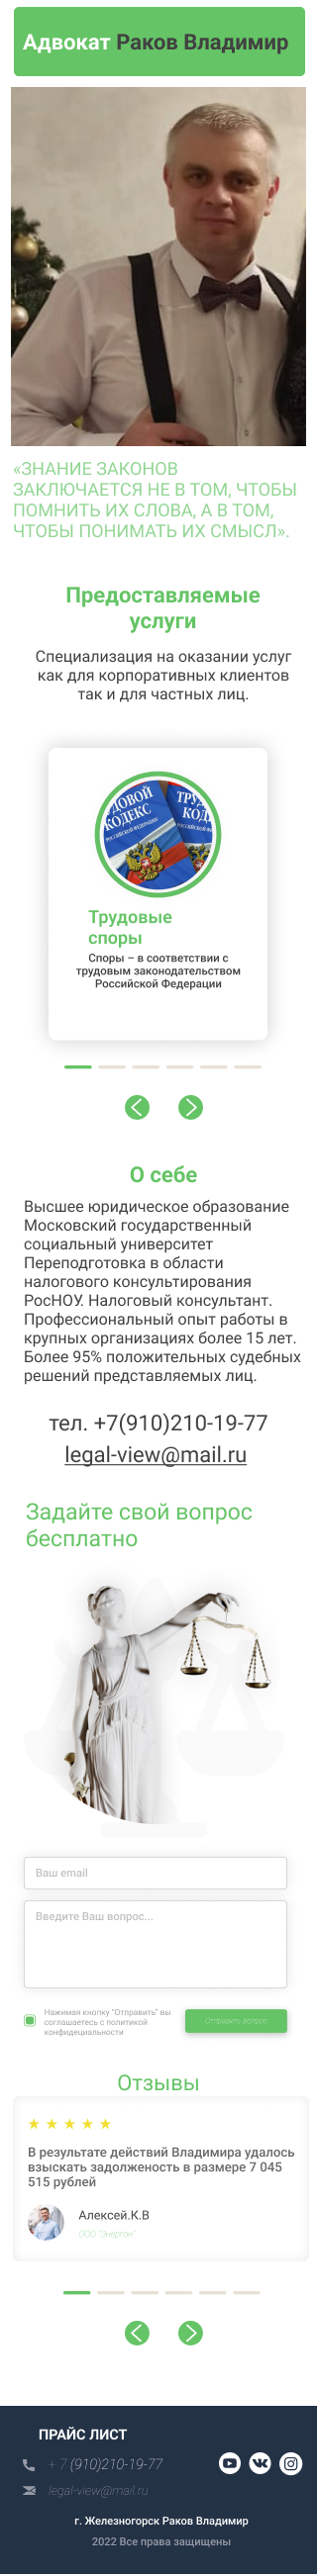 Адвокат Раков Владимир
«ЗНАНИЕ ЗАКОНОВ
ЗАКЛЮЧАЕТСЯ НЕ В ТОМ, ЧТОБЫ
ПОМНИТЬ ИХ СЛОВА, А В ТОМ,
ЧТОБЫ ПОНИМАТЬ ИХ СМЫСЛ».
Предоставляемые
услуги
Специализация на оказании услуг
как для корпоративных клиентов
так и для частных лиц.
ДОВОЙ
КОДЕКС
РОССИЙСКОЙ ФЕДЕРАЦИИ
ТРУ
КОД
РОССИЙСКОЙ
Трудовые
споры
Споры – в соответствии с
трудовым законодательством
Российской Федерации
О себе
Высшее юридическое образование
Московский государственный
социальный университет
Переподготовка в области
налогового консультирования
РосНОУ. Налоговый консультант.
Профессиональный опыт работы в
крупных организациях более 15 лет.
Более 95% положительных судебных
решений представляемых лиц.
тел. +7(910)210-19-77
legal-view@mail.ru
Задайте свой вопрос
бесплатно
Ваш email
Введите Ваш вопрос...
Нажимая кнопку "Отправить" вы
соглашаетесь с политикой
конфидециальности
Отправить вопрос
Отзывы
В результате действий Владимира удалось
взыскать задолженость в размере 7 045
515 рублей
Алексей.К.В
ООО "Энергон"
ПРАЙС ЛИСТ
+ 7 (910)210-19-77
legal-view@mail.ru
г. Железногорск Раков Владимир
2022 Все права защищены